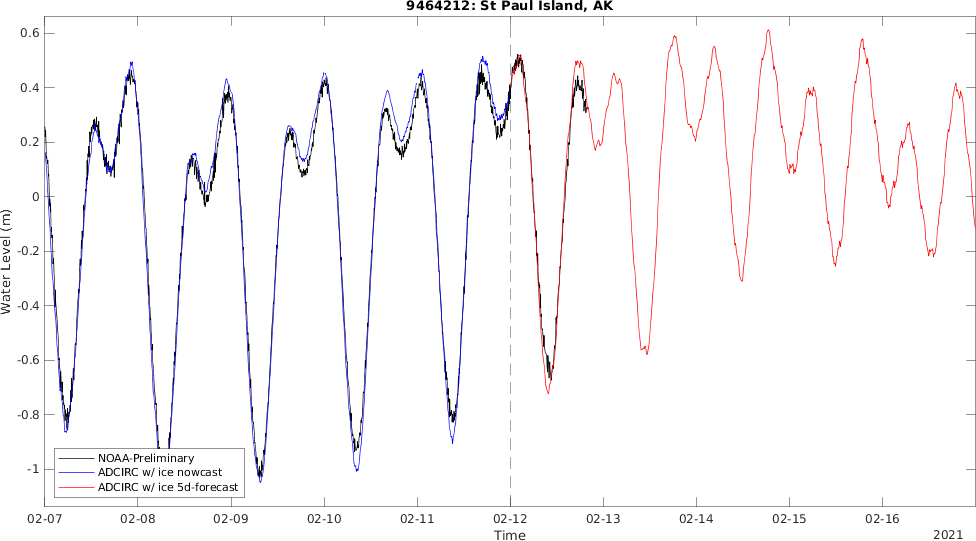 9464212: St Paul Island, AK
0.6
0.4
0.2
0
-0.2
-0.4
-0.6
-0.8
-1
Water Level (m)
NOAA-Preliminary
ADCIRC w/ ice nowcast
ADCIRC w/ ice 5d-forecast
02-07 02-08 02-09 02-10 02-11 02-12 02-13 02-14 02-15 02-16
Time
2021